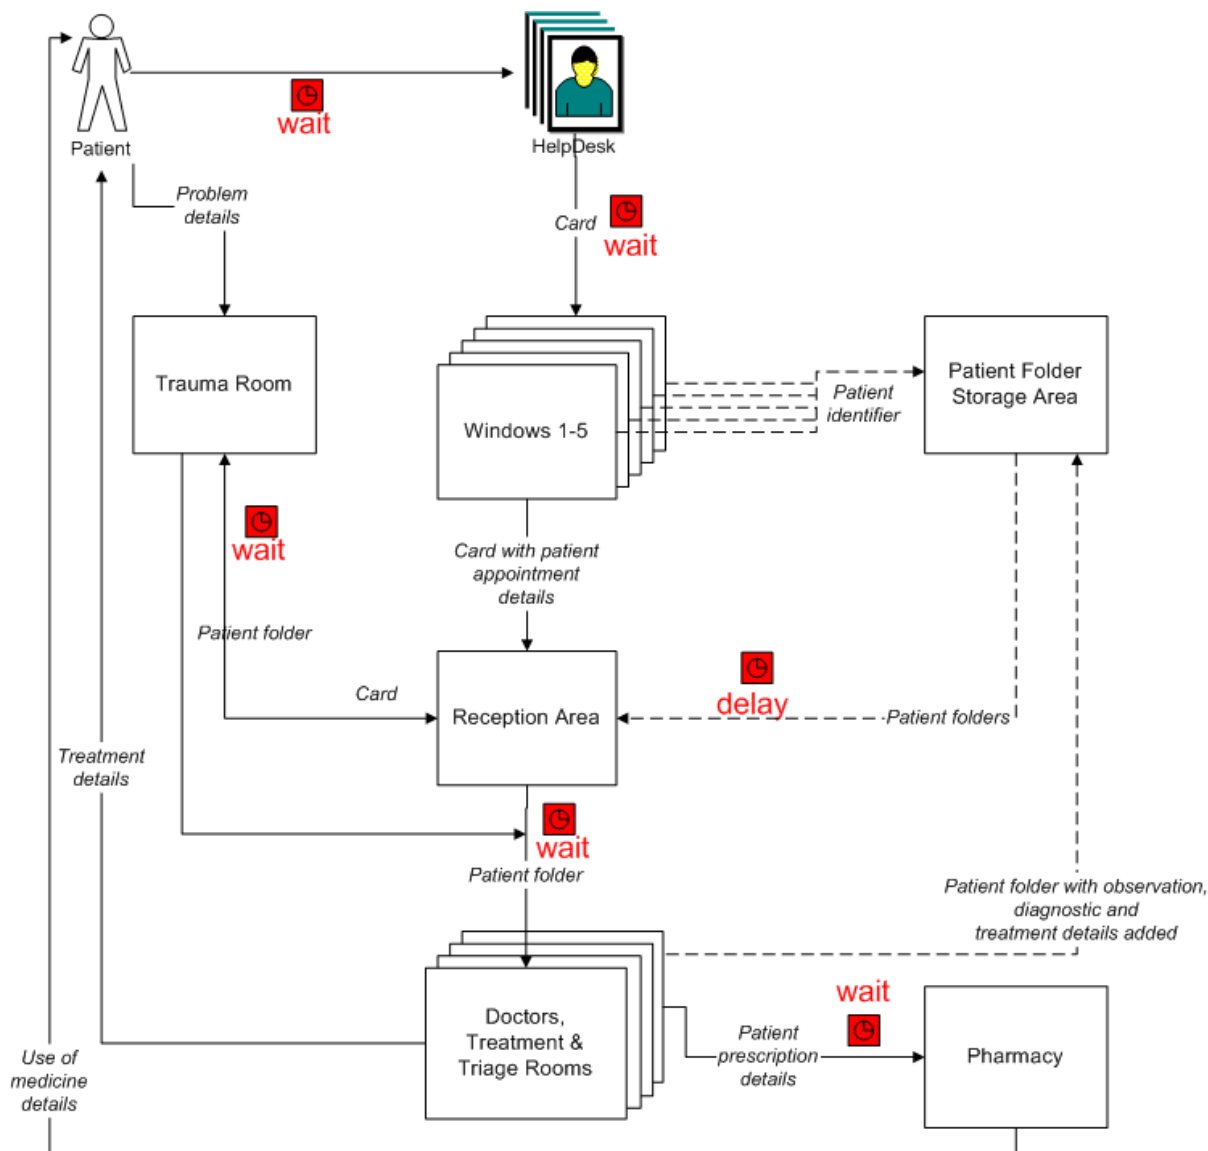 wait
Patient
HelpDesk
Problem
details
Card
wait
Trauma Room
Windows 1-5
Patient
identifier
Patient Folder
Storage Area
wait
Card with patient
appointment
details
Patient folder
Card
Reception Area
delay
Patient folders
Treatment
details
wait
Patient folder
Patient folder with observation,
diagnostic and
treatment details added
Doctors,
Treatment &
Triage Rooms
wait
Patient
prescription
details
Pharmacy
Use of
medicine
details